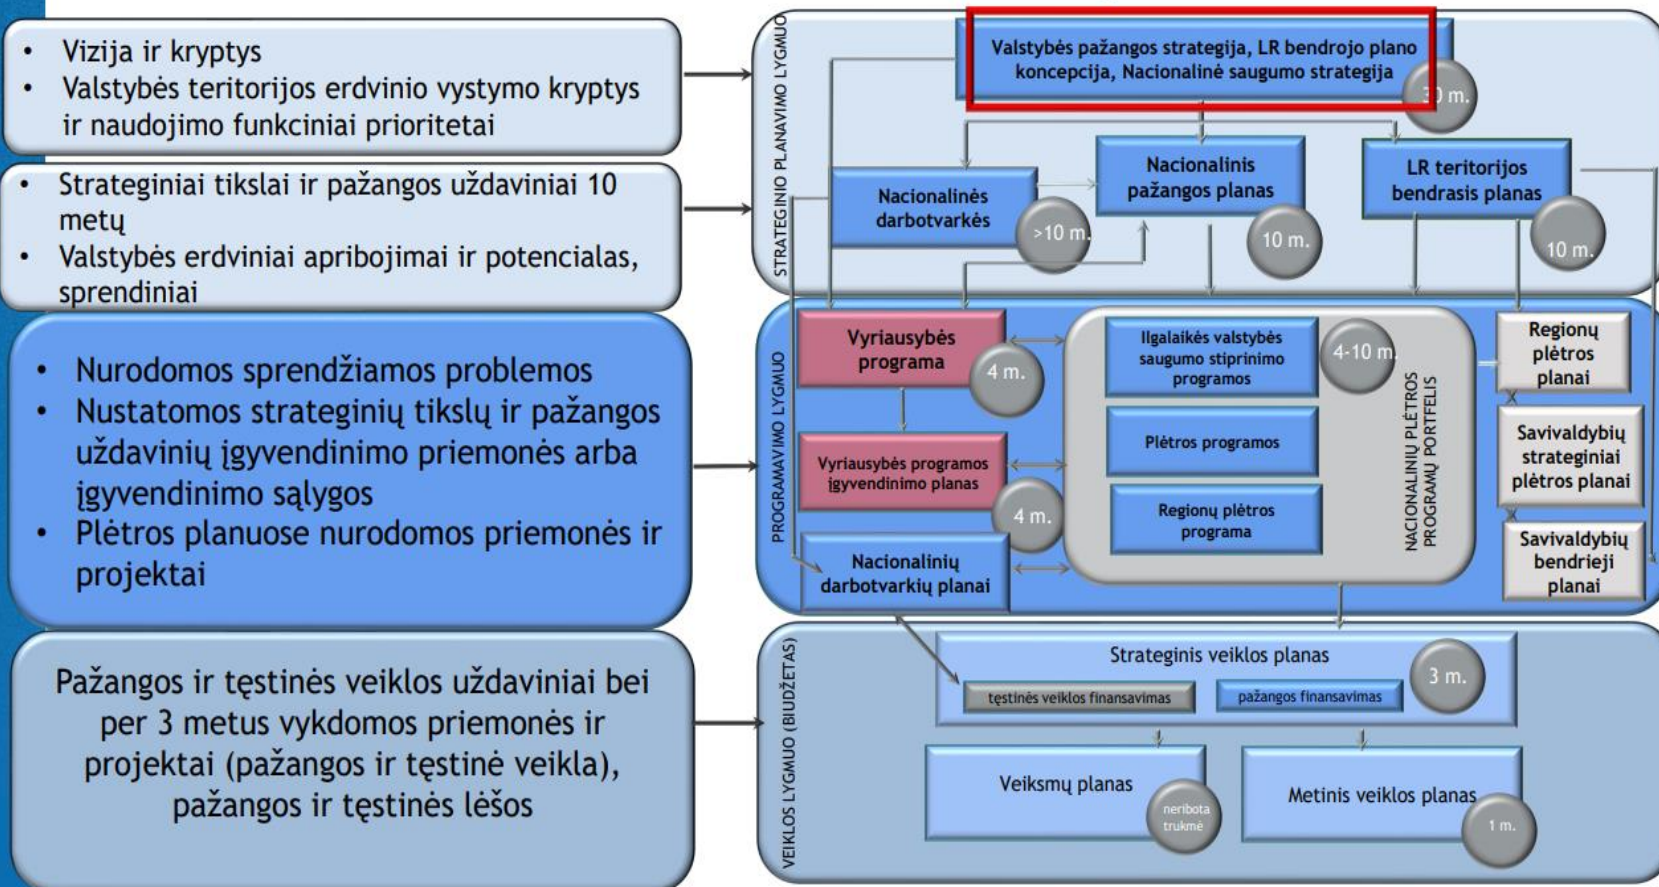 • Vizija ir kryptys
• Valstybės teritorijos erdvinio vystymo kryptys
ir naudojimo funkciniai prioritetai
• Strateginiai tikslai ir pažangos uždaviniai 10
metų
• Valstybės erdviniai apribojimai ir potencialas,
sprendiniai
• Nurodomos sprendžiamos problemos
• Nustatomos strateginių tikslų ir pažangos
uždavinių įgyvendinimo priemonės arba
įgyvendinimo sąlygos
• Plėtros planuose nurodomos priemonės ir
projektai
Pažangos ir tęstinės veiklos uždaviniai bei
per 3 metus vykdomos priemonės ir
projektai (pažangos ir tęstinė veikla),
pažangos ir tęstinės lėšos
STRATEGINIO PLANAVIMO LYGMUO
Valstybės pažangos strategija, LR bendrojo plano
koncepcija, Nacionalinė saugumo strategija
30 m.
Nacionalinės
darbotvarkės
>10 m.
Nacionalinis
pažangos planas
10 m.
LR teritorijos
bendrasis planas
10 m.
PROGRAMAVIMO LYGMUO
Vyriausybės
programa
4 m.
Vyriausybės programos
įgyvendinimo planas
4 m.
Nacionalinių
darbotvarkių planai
Ilgalaikės valstybės
saugumo stiprinimo
programos
4-10 m.
Plėtros programos
Regionų plėtros
programa
NACIONALINIŲ PLĖTROS
PROGRAMŲ PORTFELIS
Regionų
plėtros
planai
Savivaldybių
strateginiai
plėtros planai
Savivaldybių
bendrieji
planai
VEIKLOS LYGMUO (BIUDŽETAS)
Strateginis veiklos planas
3 m.
tęstinės veiklos finansavimas
pažangos finansavimas
Veiksmų planas
neribota
trukmė
Metinis veiklos planas
1 m.